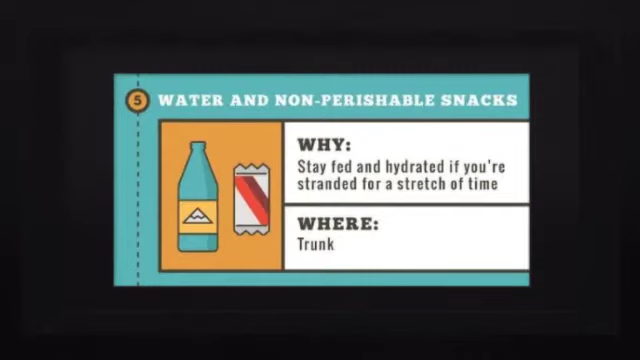 5 WATER AND NON-PERISHABLE SNACKS
WHY:
Stay fed and hydrated if you're
stranded for a stretch of time
WHERE:
Trunk